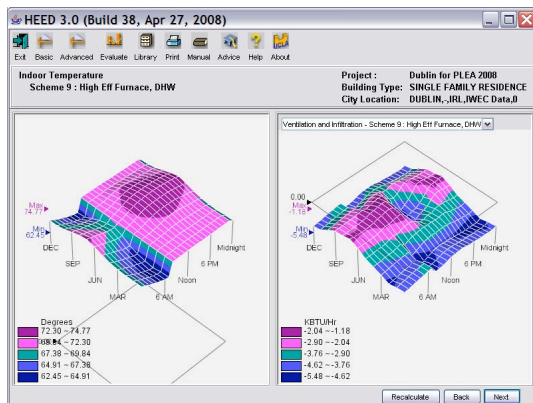 HEED 3.0 (Build 38, Apr 27, 2008)
Exit Basic Advanced Evaluate Library Print Manual Advice Help About
Indoor Temperature
Scheme 9 : High Eff Furnace, DHW
Project : Dublin for PLEA 2008
Building Type: SINGLE FAMILY RESIDENCE
City Location: DUBLIN,-,IRL,IWEC Data,0
Max
74.77
Min
62.45
DEC
SEP
JUN
MAR
6 AM
Noon
6 PM
Midnight
Degrees
72.30 ~ 74.77
72.30
67.38 ~ 69.84
64.91 ~ 67.38
62.45 ~ 64.91
Ventilation and Infiltration - Scheme 9 : High Eff Furnace, DHW
0.00
Max
-1.18
Min
-5.48
DEC
SEP
JUN
MAR
6 AM
Noon
6 PM
Midnight
KBTU/Hr
-2.04 ~ -1.18
-2.90 ~ -2.04
-3.76 ~ -2.90
-4.62 ~ -3.76
-5.48 ~ -4.62
Recalculate Back Next